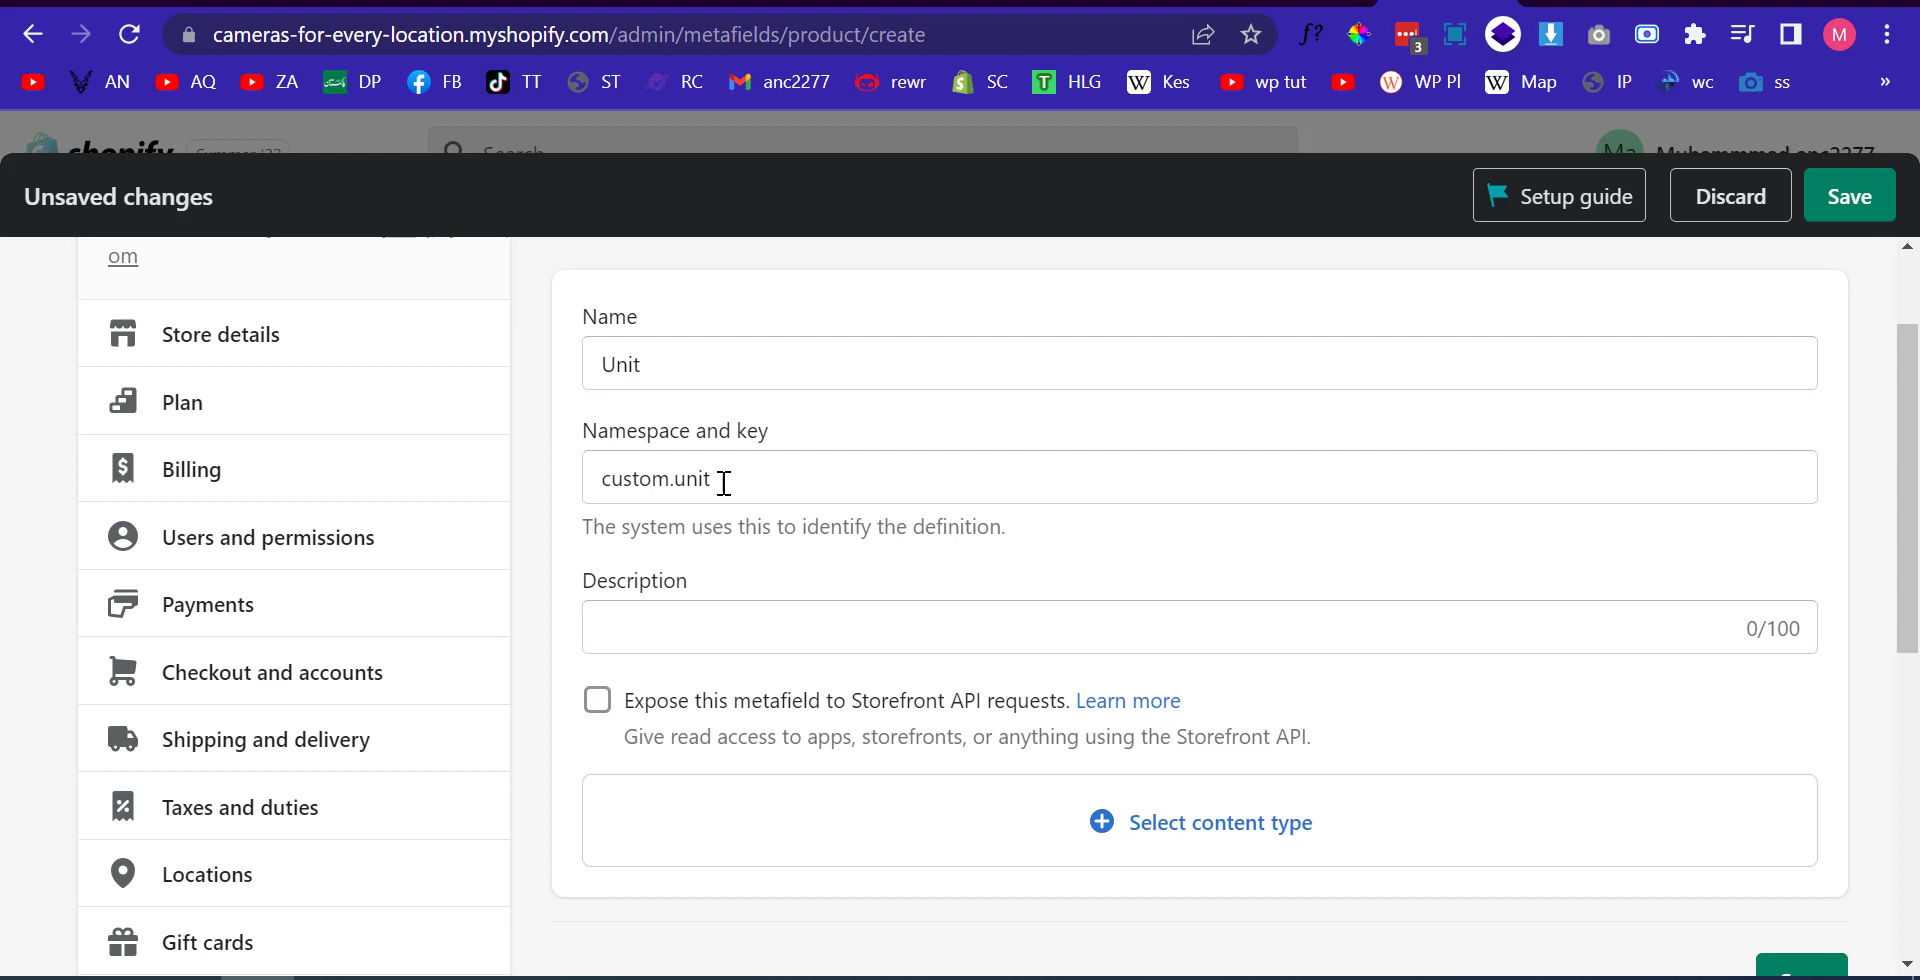 cameras-for-every-location.myshopify.com/admin/metafields/product/create
f?
3
M
AN
AQ
ZA
DP
FB
TT
ST
RC
anc2277
rewr
SC
HLG
Kes
wp tut
WP Pl
Map
IP
wc
ss
»
shopify
Search
Unsaved changes
Setup guide
Discard
Save
om
Store details
Plan
Billing
Users and permissions
Payments
Checkout and accounts
Shipping and delivery
Taxes and duties
Locations
Gift cards
Name
Unit
Namespace and key
custom.unit
The system uses this to identify the definition.
Description
0/100
Expose this metafield to Storefront API requests. Learn more
Give read access to apps, storefronts, or anything using the Storefront API.
Select content type